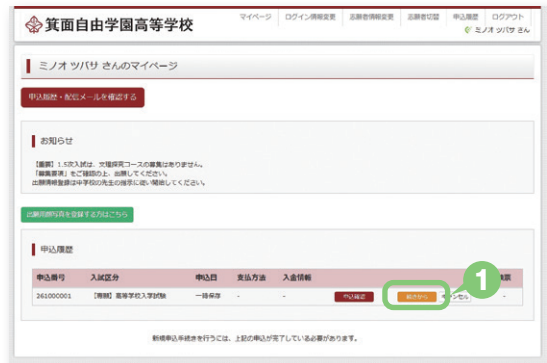 箕面自由学園高等学校
マイページ ログイン情報変更 志願者情報変更 志願者切替 申込履歴 ログアウト
ミノオ ツバサ さん
ミノオ ツバサ さんのマイページ
申込履歴・配信メールを確認する
お知らせ
【重要】1.5次入試は、文理探究コースの募集はありません。
「募集要項」をご確認の上、出願してください。
出願情報登録は中学校の先生の指示に従い開始してください。
出願用顔写真を登録する方はこちら
申込履歴
申込番号 入試区分 申込日 支払方法 入金情報 票
261000001 【専願】高等学校入学試験 一時保存 - - 申込確認 続きから キャンセル -
1
新規申込手続きを行うには、上記の申込が完了している必要があります。